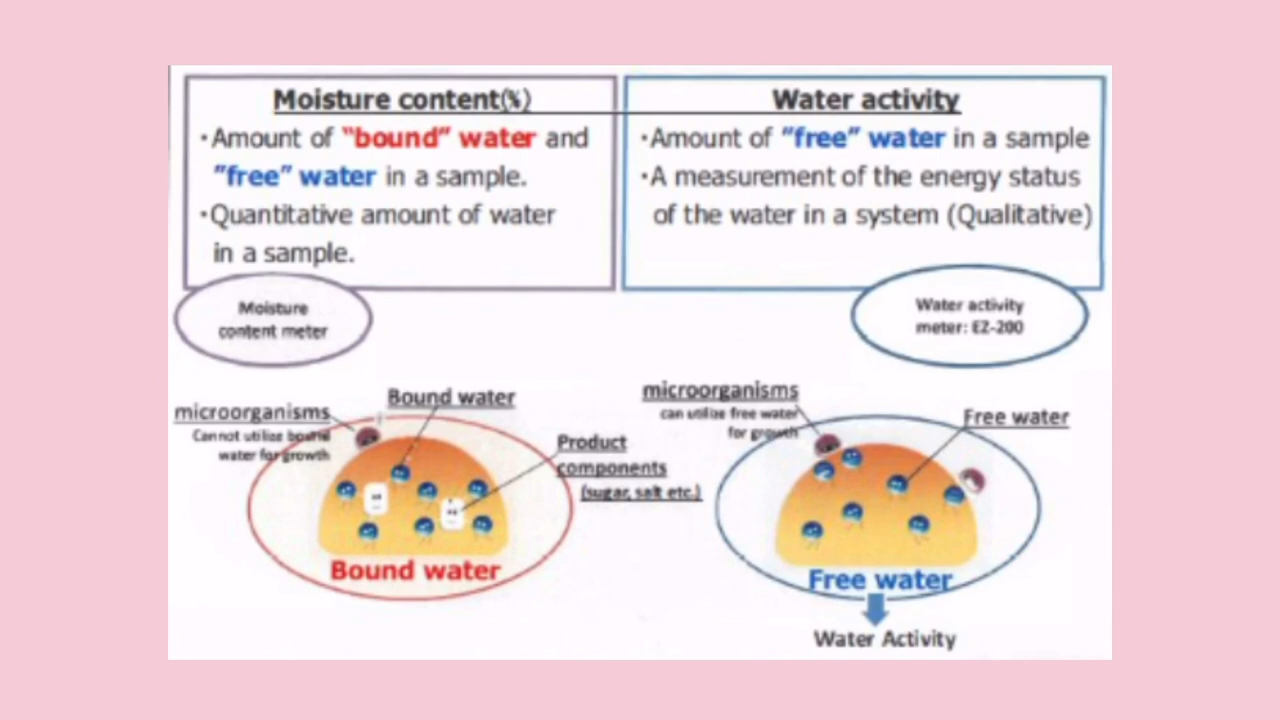 Moisture content(%)
・Amount of “bound” water and
”free” water in a sample.
・Quantitative amount of water
in a sample.
Water activity
・Amount of ”free” water in a sample
・A measurement of the energy status
of the water in a system (Qualitative)
Moisture
content meter
Water activity
meter: EZ-200
microorganisms
Cannot utilize bound
water for growth
Bound water
Product
components
(sugar, salt etc.)
Bound water
microorganisms
can utilize free water
for growth
Free water
Free water
Water Activity